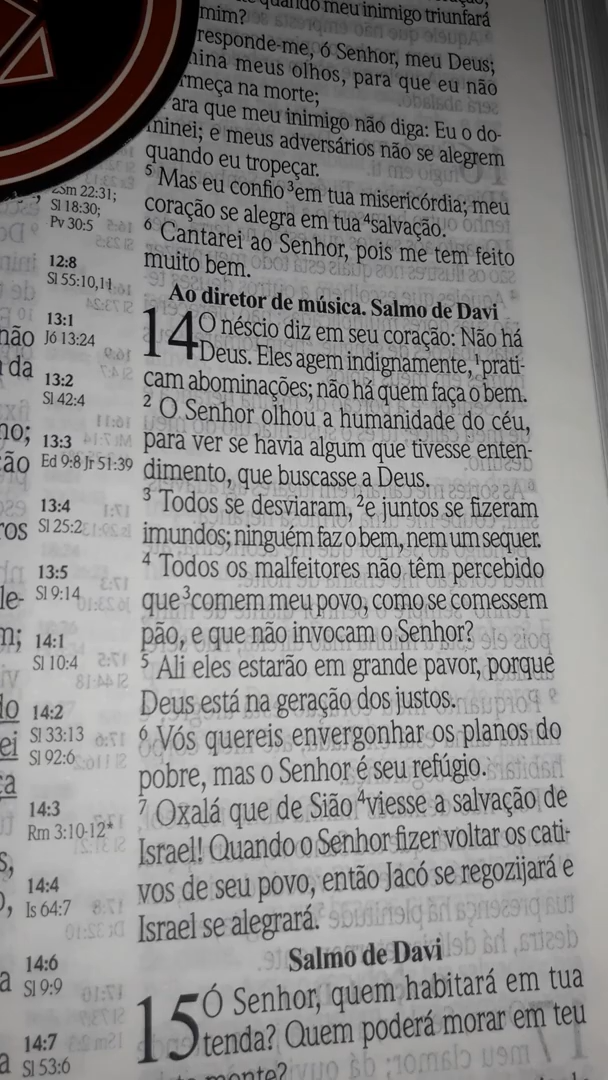 quando meu inimigo triunfará
mim?
responde-me, ó Senhor, meu Deus;
meus olhos, para que eu não
meça na morte;
ara que meu inimigo não diga: Eu o do-
minei; e meus adversários não se alegrem
quando eu tropeçar.
5 Mas eu confio 3em tua misericórdia; meu
coração se alegra em tua 4salvação.
6 Cantarei ao Senhor, pois me tem feito
muito bem.
Ao diretor de música. Salmo de Davi
14 O néscio diz em seu coração: Não há
Deus. Eles agem indignamente, 1prati-
cam abominações; não há quem faça o bem.
2 O Senhor olhou a humanidade do céu,
para ver se havia algum que tivesse enten-
dimento, que buscasse a Deus.
3 Todos se desviaram, 2e juntos se fizeram
imundos; ninguém faz o bem, nem um sequer.
4 Todos os malfeitores não têm percebido
que 3comem meu povo, como se comessem
pão, e que não invocam o Senhor?
5 Ali eles estarão em grande pavor, porque
Deus está na geração dos justos.
6 Vós quereis envergonhar os planos do
pobre, mas o Senhor é seu refúgio.
7 Oxalá que de Sião 4viesse a salvação de
Israel! Quando o Senhor fizer voltar os cati-
vos de seu povo, então Jacó se regozijará e
Israel se alegrará.
Salmo de Davi
15 Ó Senhor, quem habitará em tua
tenda? Quem poderá morar em teu
monte?
2Sm 22:31;
Sl 18:30;
Pv 30:5
12:8
Sl 55:10,11
13:1
Jó 13:24
13:2
Sl 42:4
13:3
Ed 9:8 Jr 51:39
13:4
Sl 25:2
13:5
Sl 9:14
14:1
Sl 10:4
14:2
Sl 33:13
Sl 92:6
14:3
Rm 3:10-12*
14:4
Is 64:7
14:6
Sl 9:9
14:7
Sl 53:6
não
da
no;
ão
ros
le-
m;
lo
ei
ça
s,
o,
a
a